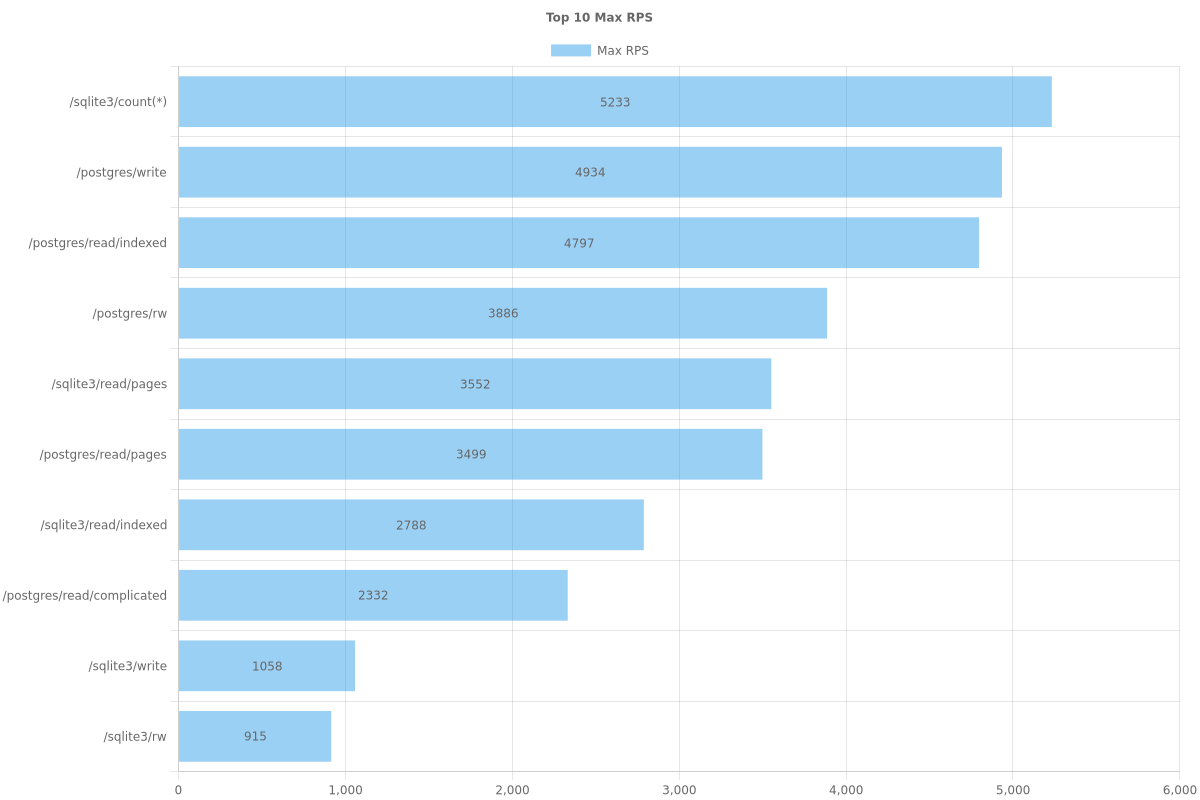 Top 10 Max RPS
Max RPS
/sqlite3/count(*) 5233
/postgres/write 4934
/postgres/read/indexed 4797
/postgres/rw 3886
/sqlite3/read/pages 3552
/postgres/read/pages 3499
/sqlite3/read/indexed 2788
/postgres/read/complicated 2332
/sqlite3/write 1058
/sqlite3/rw 915
0 1,000 2,000 3,000 4,000 5,000 6,000